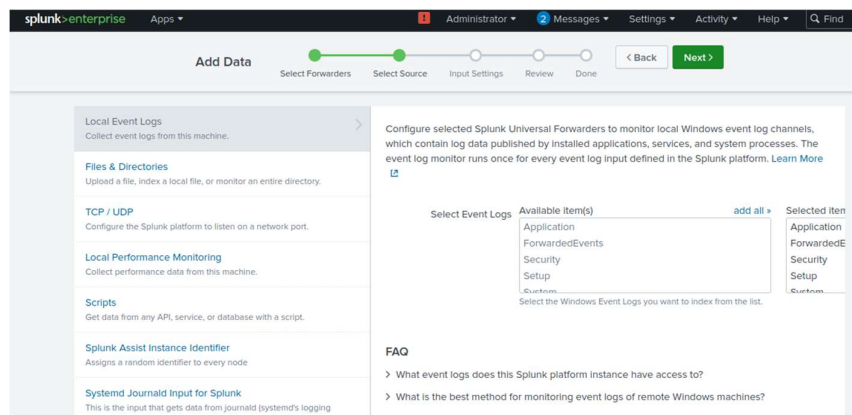 splunk>enterprise Apps Administrator 2 Messages Settings Activity Help Find
Add Data
Select Forwarders Select Source Input Settings Review Done
< Back Next >
Local Event Logs
Collect event logs from this machine.
Files & Directories
Upload a file, index a local file, or monitor an entire directory.
TCP / UDP
Configure the Splunk platform to listen on a network port.
Local Performance Monitoring
Collect performance data from this machine.
Scripts
Get data from any API, service, or database with a script.
Splunk Assist Instance Identifier
Assigns a random identifier to every node
Systemd Journald Input for Splunk
This is the input that gets data from journald (systemd's logging
Configure selected Splunk Universal Forwarders to monitor local Windows event log channels,
which contain log data published by installed applications, services, and system processes. The
event log monitor runs once for every event log input defined in the Splunk platform. Learn More
Select Event Logs
Available item(s) add all »
Application
ForwardedEvents
Security
Setup
System
Selected item
Application
ForwardedE
Security
Setup
System
Select the Windows Event Logs you want to index from the list.
FAQ
> What event logs does this Splunk platform instance have access to?
> What is the best method for monitoring event logs of remote Windows machines?